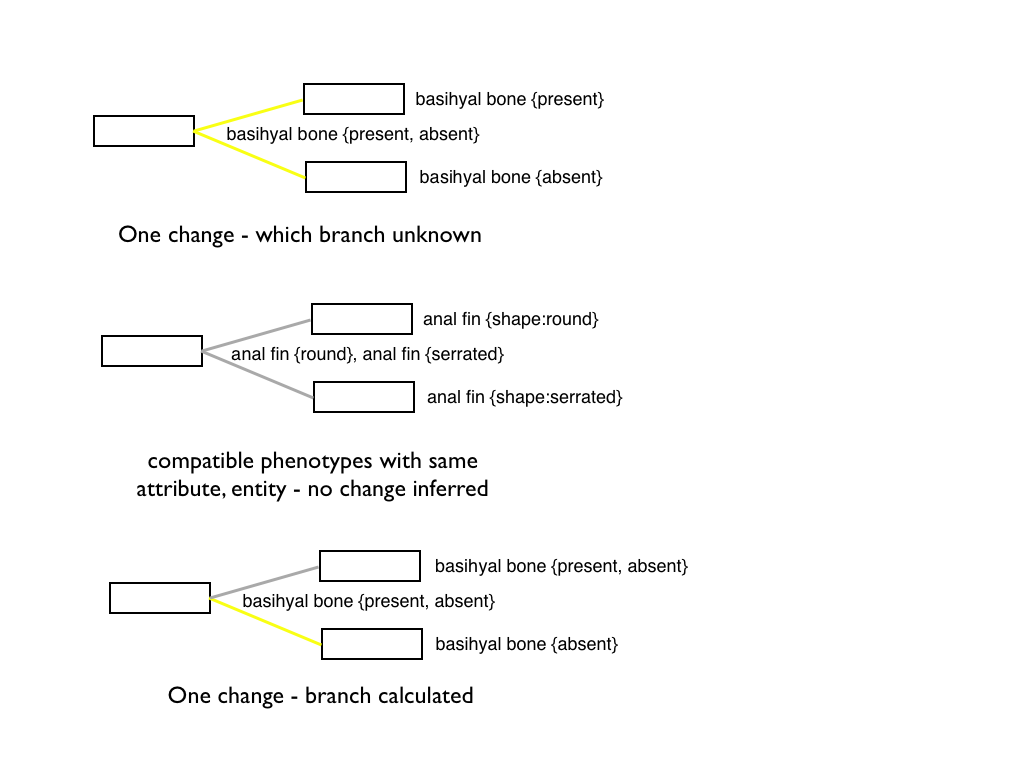 basihyal bone {present}
basihyal bone {present, absent}
basihyal bone {absent}
One change - which branch unknown
anal fin {shape:round}
anal fin {round}, anal fin {serrated}
anal fin {shape:serrated}
compatible phenotypes with same
attribute, entity - no change inferred
basihyal bone {present, absent}
basihyal bone {present, absent}
basihyal bone {absent}
One change - branch calculated